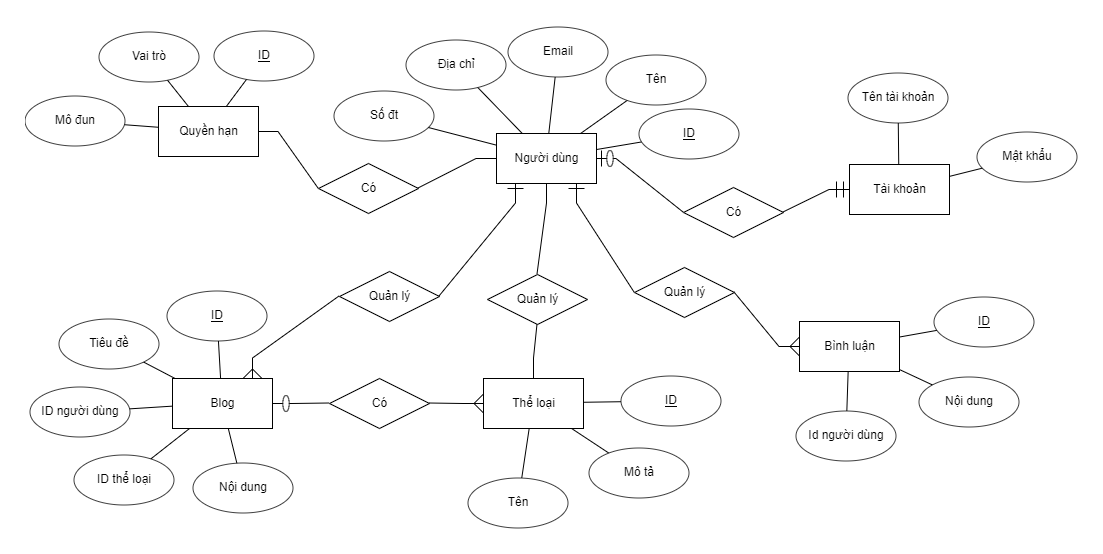 Vai trò
ID
Mô đun
Quyền hạn
Có
Số đt
Địa chỉ
Email
Tên
ID
Người dùng
Có
Tên tài khoản
Mật khẩu
Tài khoản
Quản lý
Quản lý
Quản lý
ID
Tiêu đề
ID người dùng
ID thể loại
Nội dung
Blog
Có
Thể loại
ID
Mô tả
Tên
Bình luận
ID
Nội dung
Id người dùng